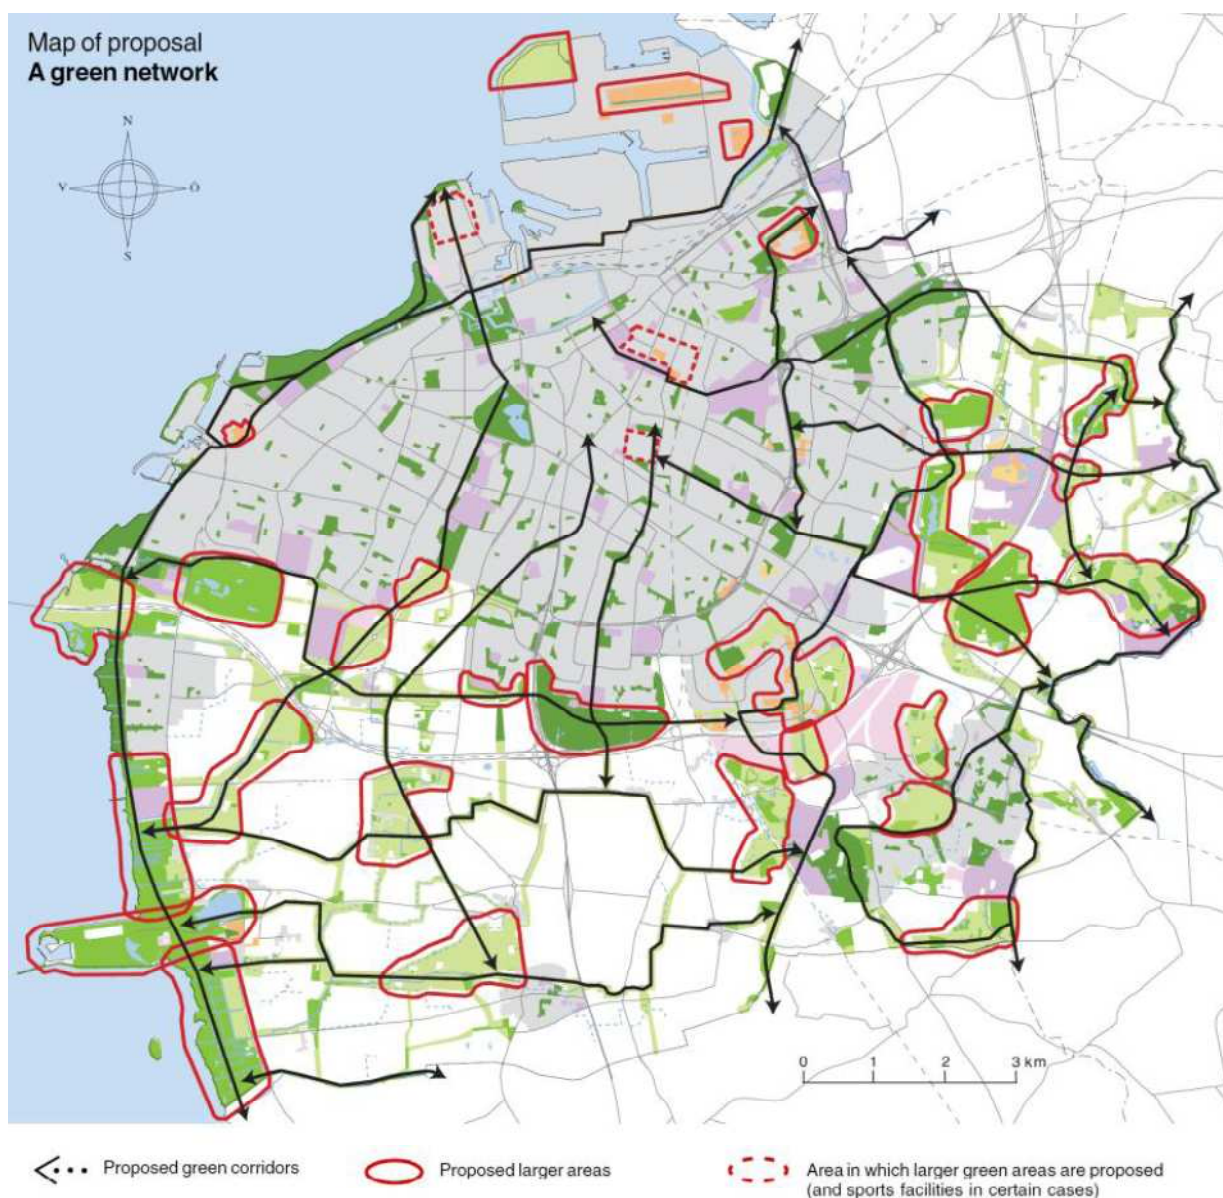 Map of proposal
A green network
N
V
Ö
S
0 1 2 3 km
Proposed green corridors
Proposed larger areas
Area in which larger green areas are proposed
(and sports facilities in certain cases)